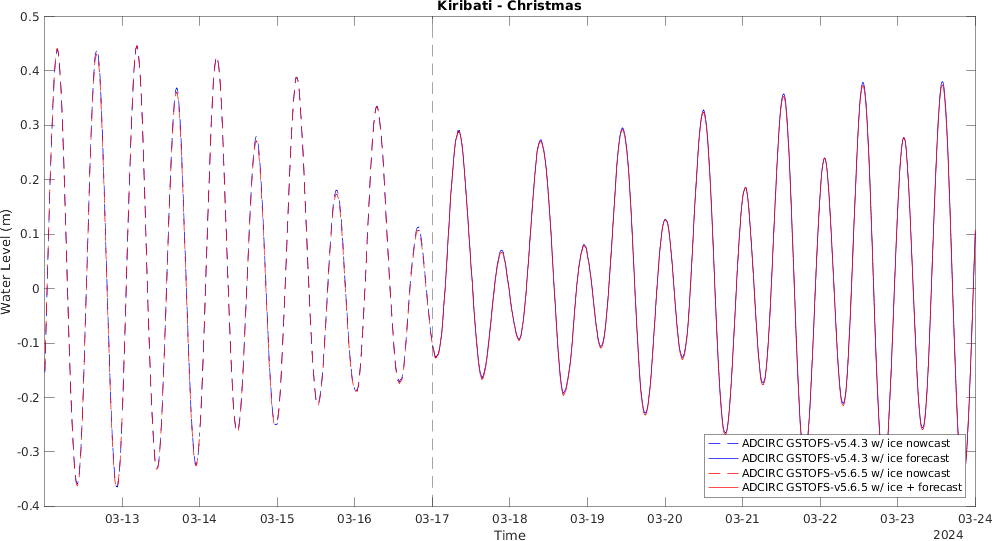 Kiribati - Christmas
0.5
0.4
0.3
0.2
0.1
0
-0.1
-0.2
-0.3
-0.4
Water Level (m)
ADCIRC GSTOFS-v5.4.3 w/ ice nowcast
ADCIRC GSTOFS-v5.4.3 w/ ice forecast
ADCIRC GSTOFS-v5.6.5 w/ ice nowcast
ADCIRC GSTOFS-v5.6.5 w/ ice + forecast
03-13 03-14 03-15 03-16 03-17 03-18 03-19 03-20 03-21 03-22 03-23 03-24
Time
2024